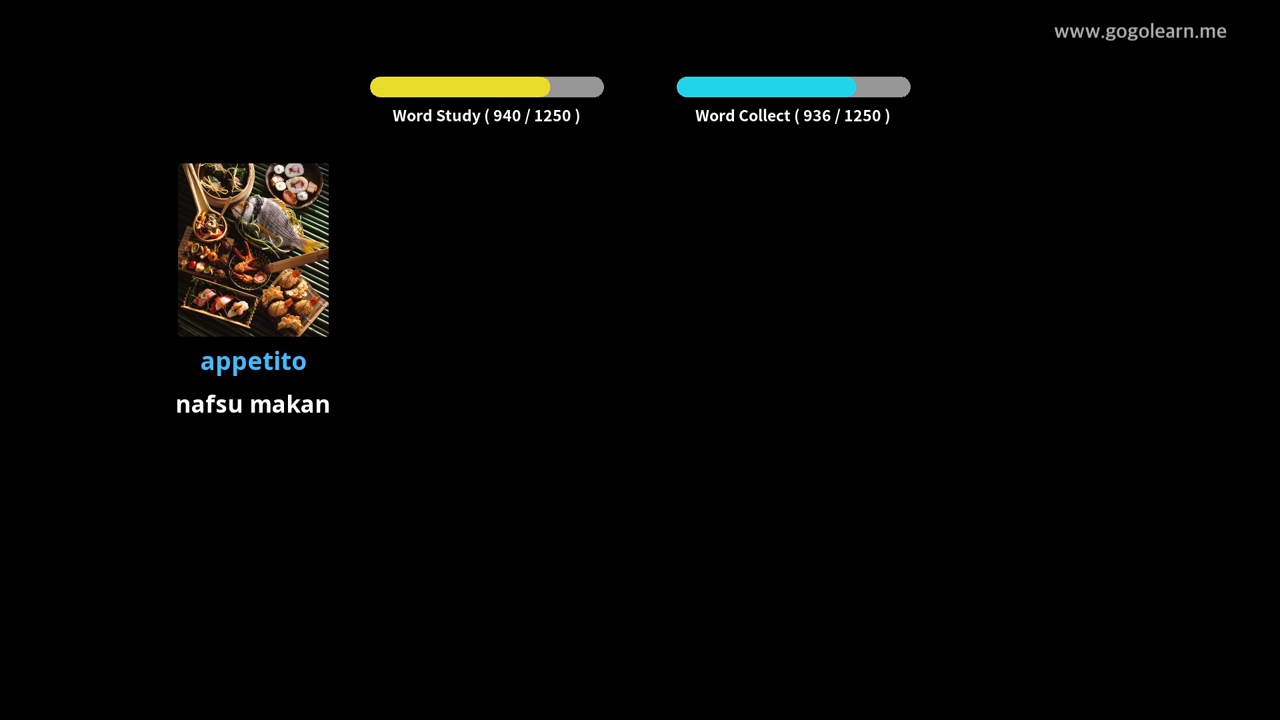 www.gogolearn.me
Word Study ( 940 / 1250 )
Word Collect ( 936 / 1250 )
appetito
nafsu makan